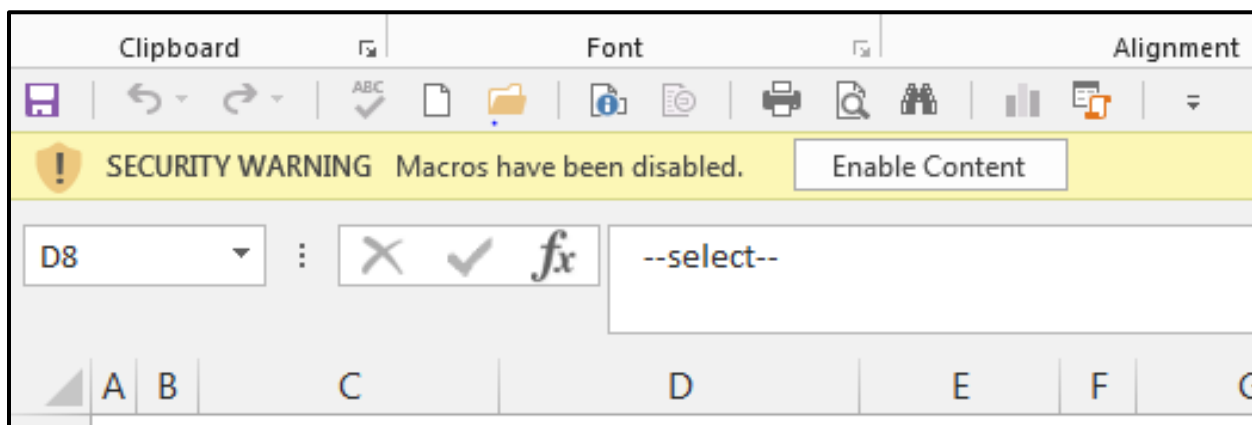 Clipboard Font Alignment
ABC
SECURITY WARNING Macros have been disabled. Enable Content
D8 fx --select--
A B C D E F